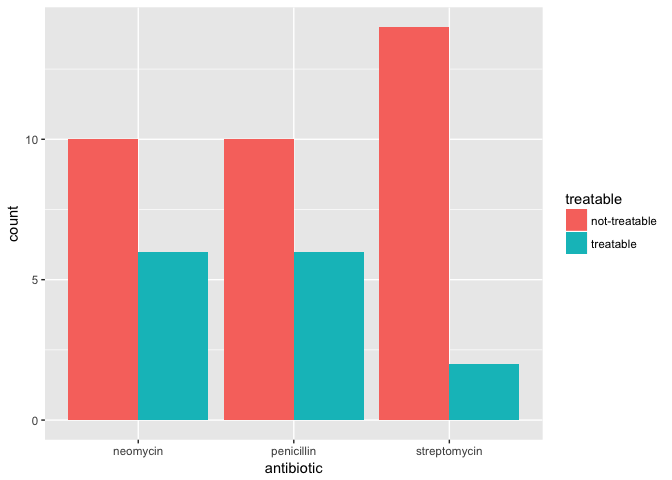 10
5
0
count
neomycin
penicillin
streptomycin
antibiotic
treatable
not-treatable
treatable